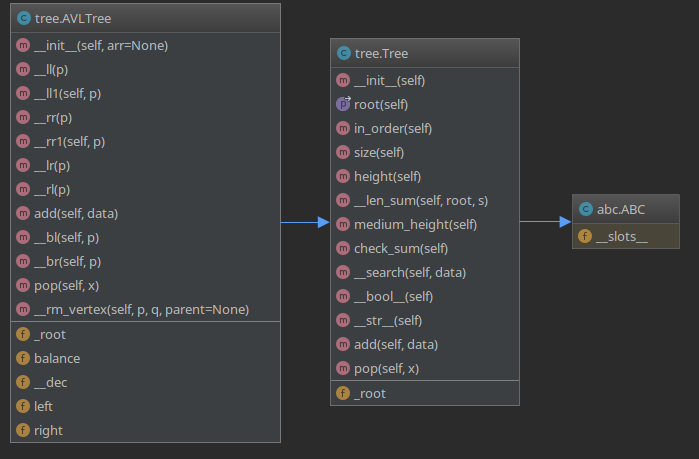 tree.AVLTree
__init__(self, arr=None)
__ll(p)
__ll1(self, p)
__rr(p)
__rr1(self, p)
__lr(p)
__rl(p)
add(self, data)
__bl(self, p)
__br(self, p)
pop(self, x)
__rm_vertex(self, p, q, parent=None)
_root
balance
__dec
left
right
tree.Tree
__init__(self)
root(self)
in_order(self)
size(self)
height(self)
__len_sum(self, root, s)
medium_height(self)
check_sum(self)
__search(self, data)
__bool__(self)
__str__(self)
add(self, data)
pop(self, x)
_root
abc.ABC
__slots__